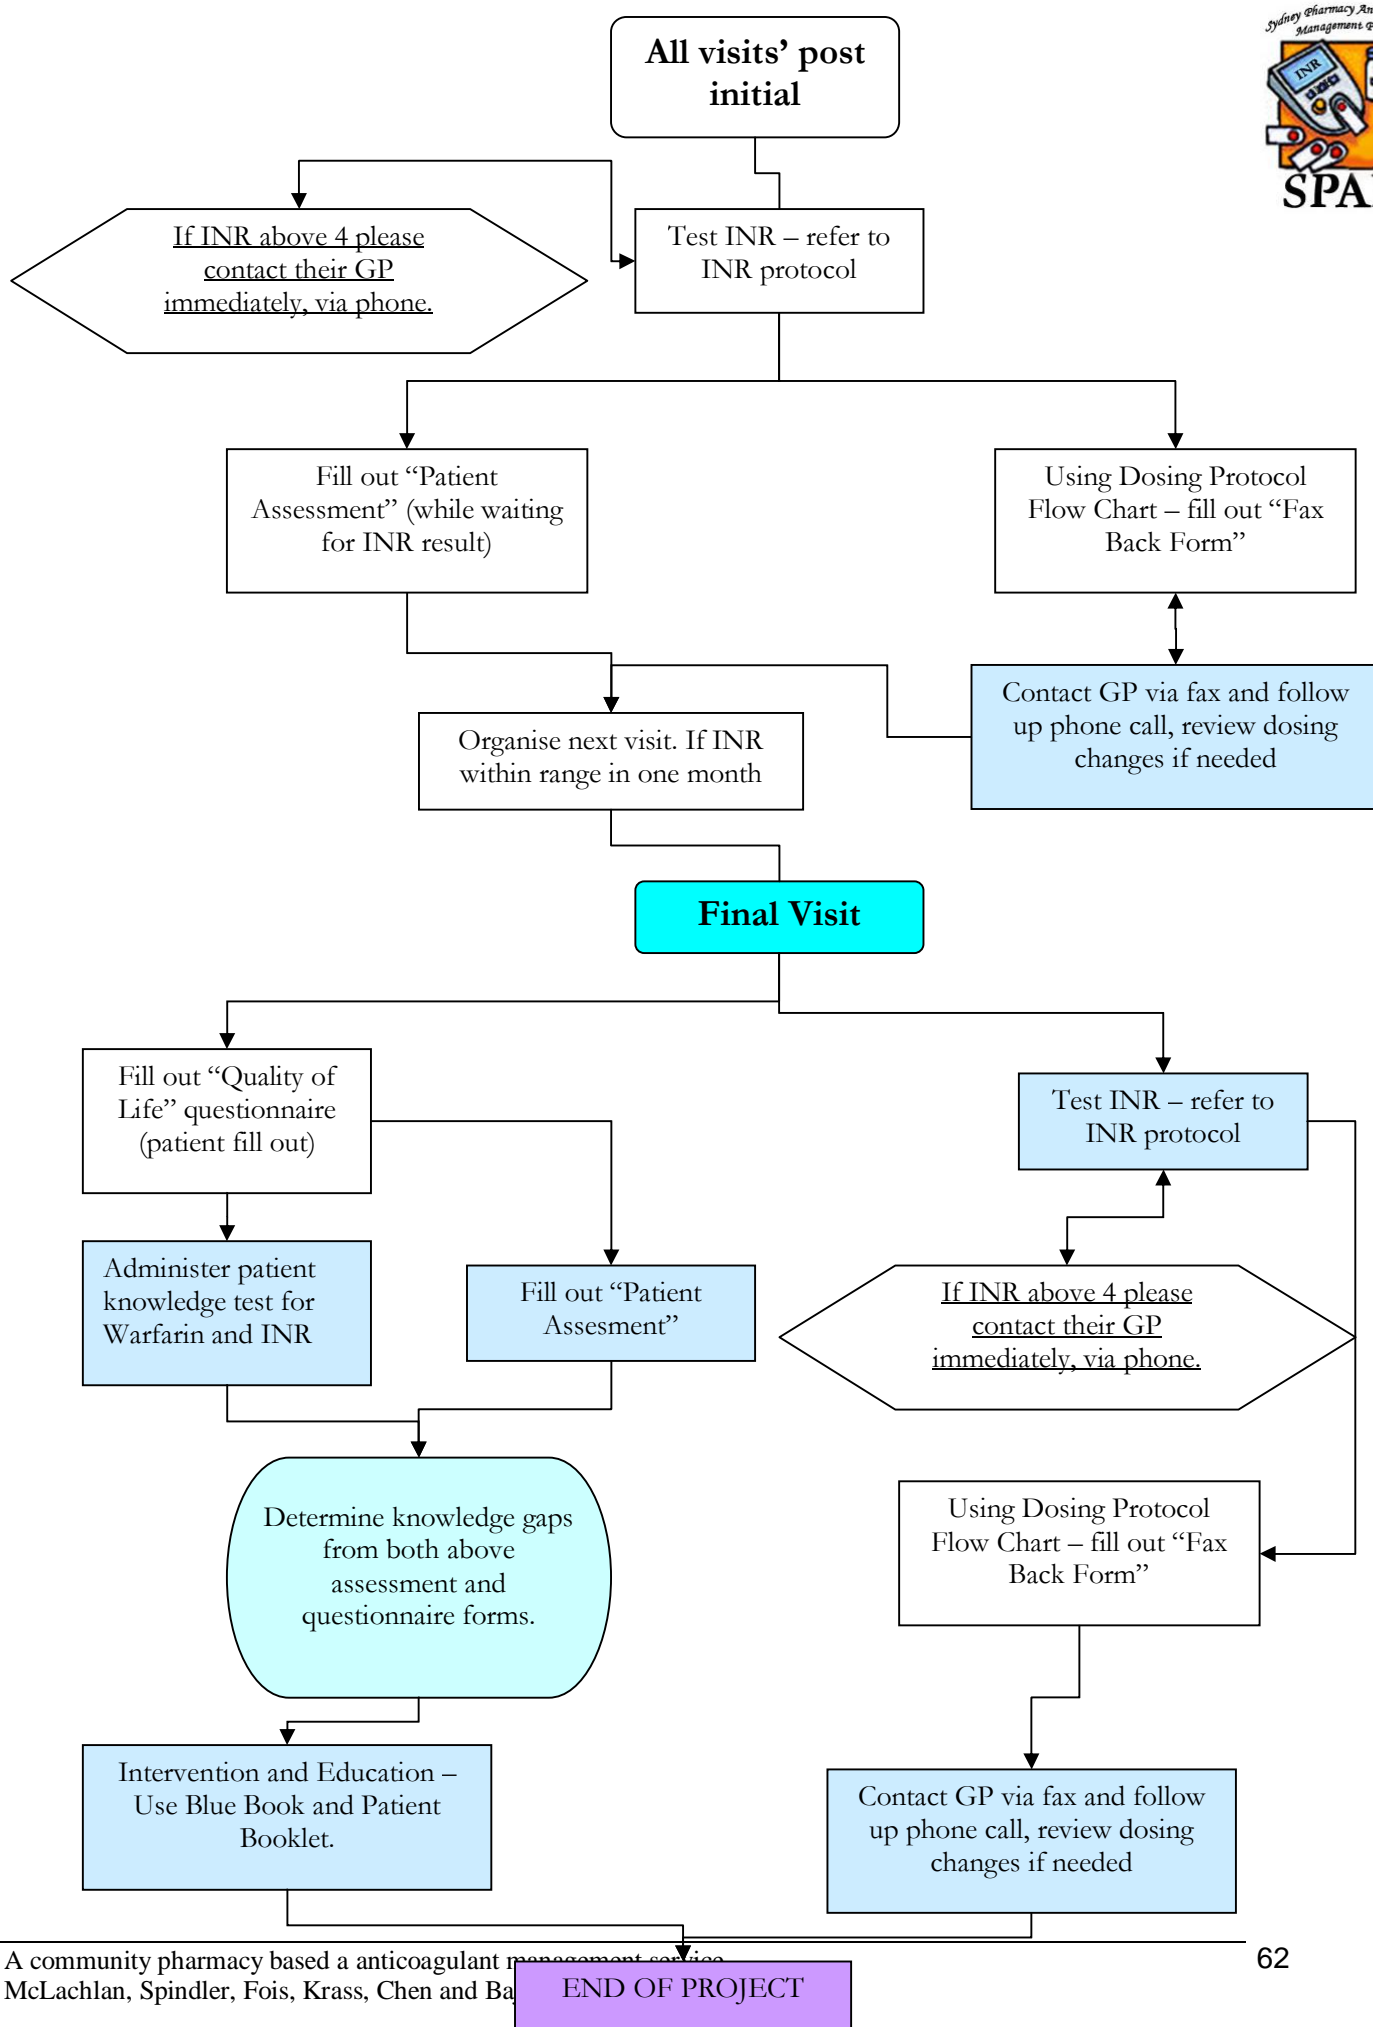 Sydney Pharmacy
Management
INR
All visits' post
initial
If INR above 4 please
contact their GP
immediately, via phone.
Test INR – refer to
INR protocol
Fill out “Patient
Assessment” (while waiting
for INR result)
Using Dosing Protocol
Flow Chart – fill out “Fax
Back Form”
Organise next visit. If INR
within range in one month
Contact GP via fax and follow
up phone call, review dosing
changes if needed
Final Visit
Fill out “Quality of
Life” questionnaire
(patient fill out)
Test INR – refer to
INR protocol
Administer patient
knowledge test for
Warfarin and INR
Fill out “Patient
Assesment”
If INR above 4 please
contact their GP
immediately, via phone.
Determine knowledge gaps
from both above
assessment and
questionnaire forms.
Using Dosing Protocol
Flow Chart – fill out “Fax
Back Form”
Intervention and Education –
Use Blue Book and Patient
Booklet.
Contact GP via fax and follow
up phone call, review dosing
changes if needed
A community pharmacy based a anticoagulant management service
McLachlan, Spindler, Fois, Krass, Chen and
62
END OF PROJECT